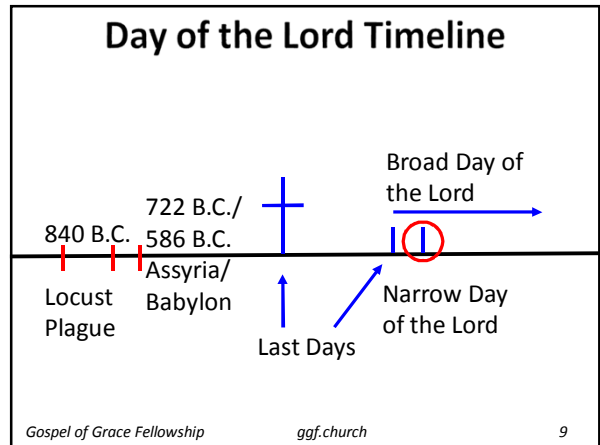 Day of the Lord Timeline
840 B.C.
Locust
Plague
722 B.C./
586 B.C.
Assyria/
Babylon
Last Days
Broad Day of
the Lord
Narrow Day
of the Lord
Gospel of Grace Fellowship
ggf.church
9